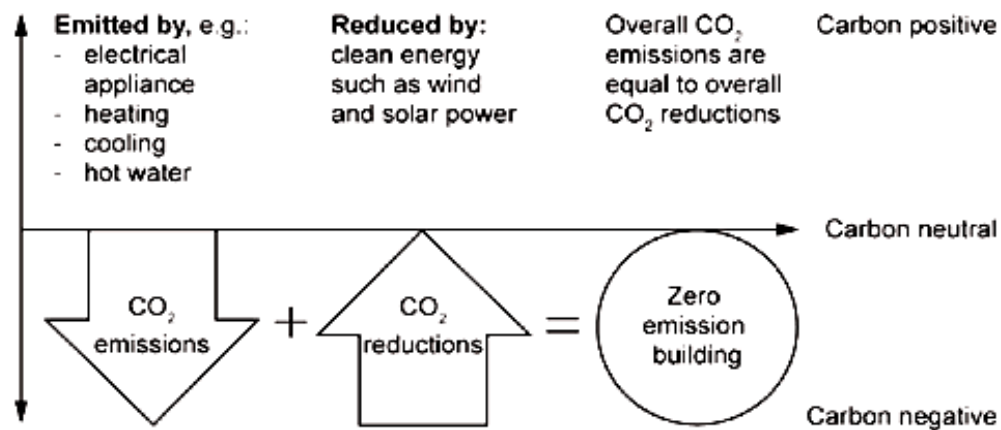 Emitted by, e.g.:
- electrical
appliance
- heating
- cooling
- hot water
Reduced by:
clean energy
such as wind
and solar power
Overall CO₂
emissions are
equal to overall
CO₂ reductions
Carbon positive
Carbon neutral
CO₂
emissions
+
CO₂
reductions
=
Zero
emission
building
Carbon negative